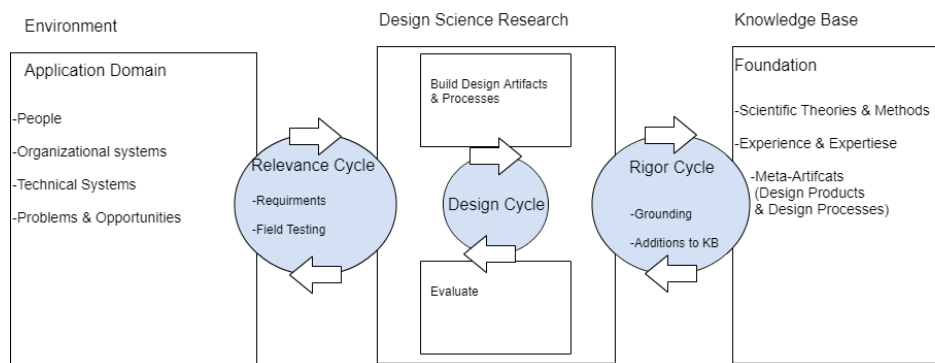 Environment
Application Domain
-People
-Organizational systems
-Technical Systems
-Problems & Opportunities
Relevance Cycle
-Requirments
-Field Testing
Design Science Research
Build Design Artifacts
& Processes
Design Cycle
Evaluate
Rigor Cycle
-Grounding
-Additions to KB
Knowledge Base
Foundation
-Scientific Theories & Methods
-Experience & Expertiese
-Meta-Artifcats
(Design Products
& Design Processes)